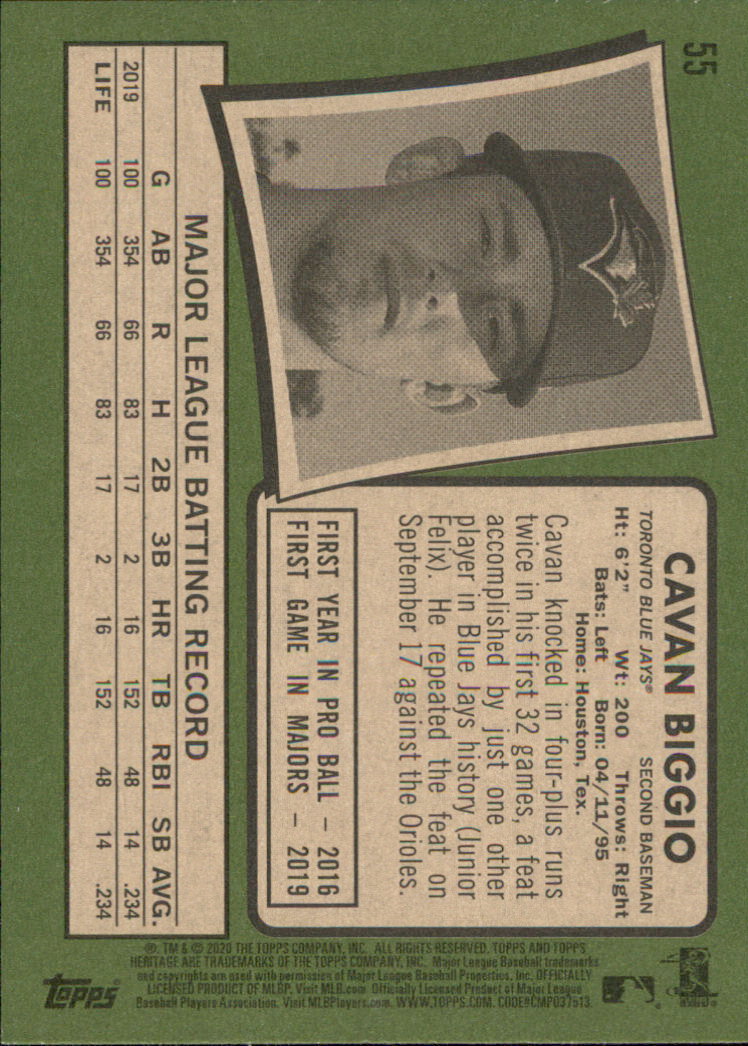 55
CAVAN BIGGIO
TORONTO BLUE JAYS® SECOND BASEMAN
Ht: 6'2" Wt: 200 Throws: Right
Bats: Left Born: 04/11/95
Home: Houston, Tex.
Cavan knocked in four-plus runs
twice in his first 32 games, a feat
accomplished by just one other
player in Blue Jays history (Junior
Felix). He repeated the feat on
September 17 against the Orioles.
FIRST YEAR IN PRO BALL – 2016
FIRST GAME IN MAJORS – 2019
MAJOR LEAGUE BATTING RECORD
G AB R H 2B 3B HR TB RBI SB AVG.
2019 100 354 66 83 17 2 16 152 48 14 .234
LIFE 100 354 66 83 17 2 16 152 48 14 .234
®, TM & © 2020 THE TOPPS COMPANY, INC. ALL RIGHTS RESERVED. TOPPS AND TOPPS
HERITAGE ARE TRADEMARKS OF THE TOPPS COMPANY, INC. Major League Baseball trademarks
and copyrights are used with permission of Major League Baseball Properties, Inc. OFFICIALLY
LICENSED PRODUCT OF MLBP. Visit MLB.com Officially Licensed Product of Major League
Baseball Players Association. Visit MLBPlayers.com. WWW.TOPPS.COM. CODE#CMP037513
topps